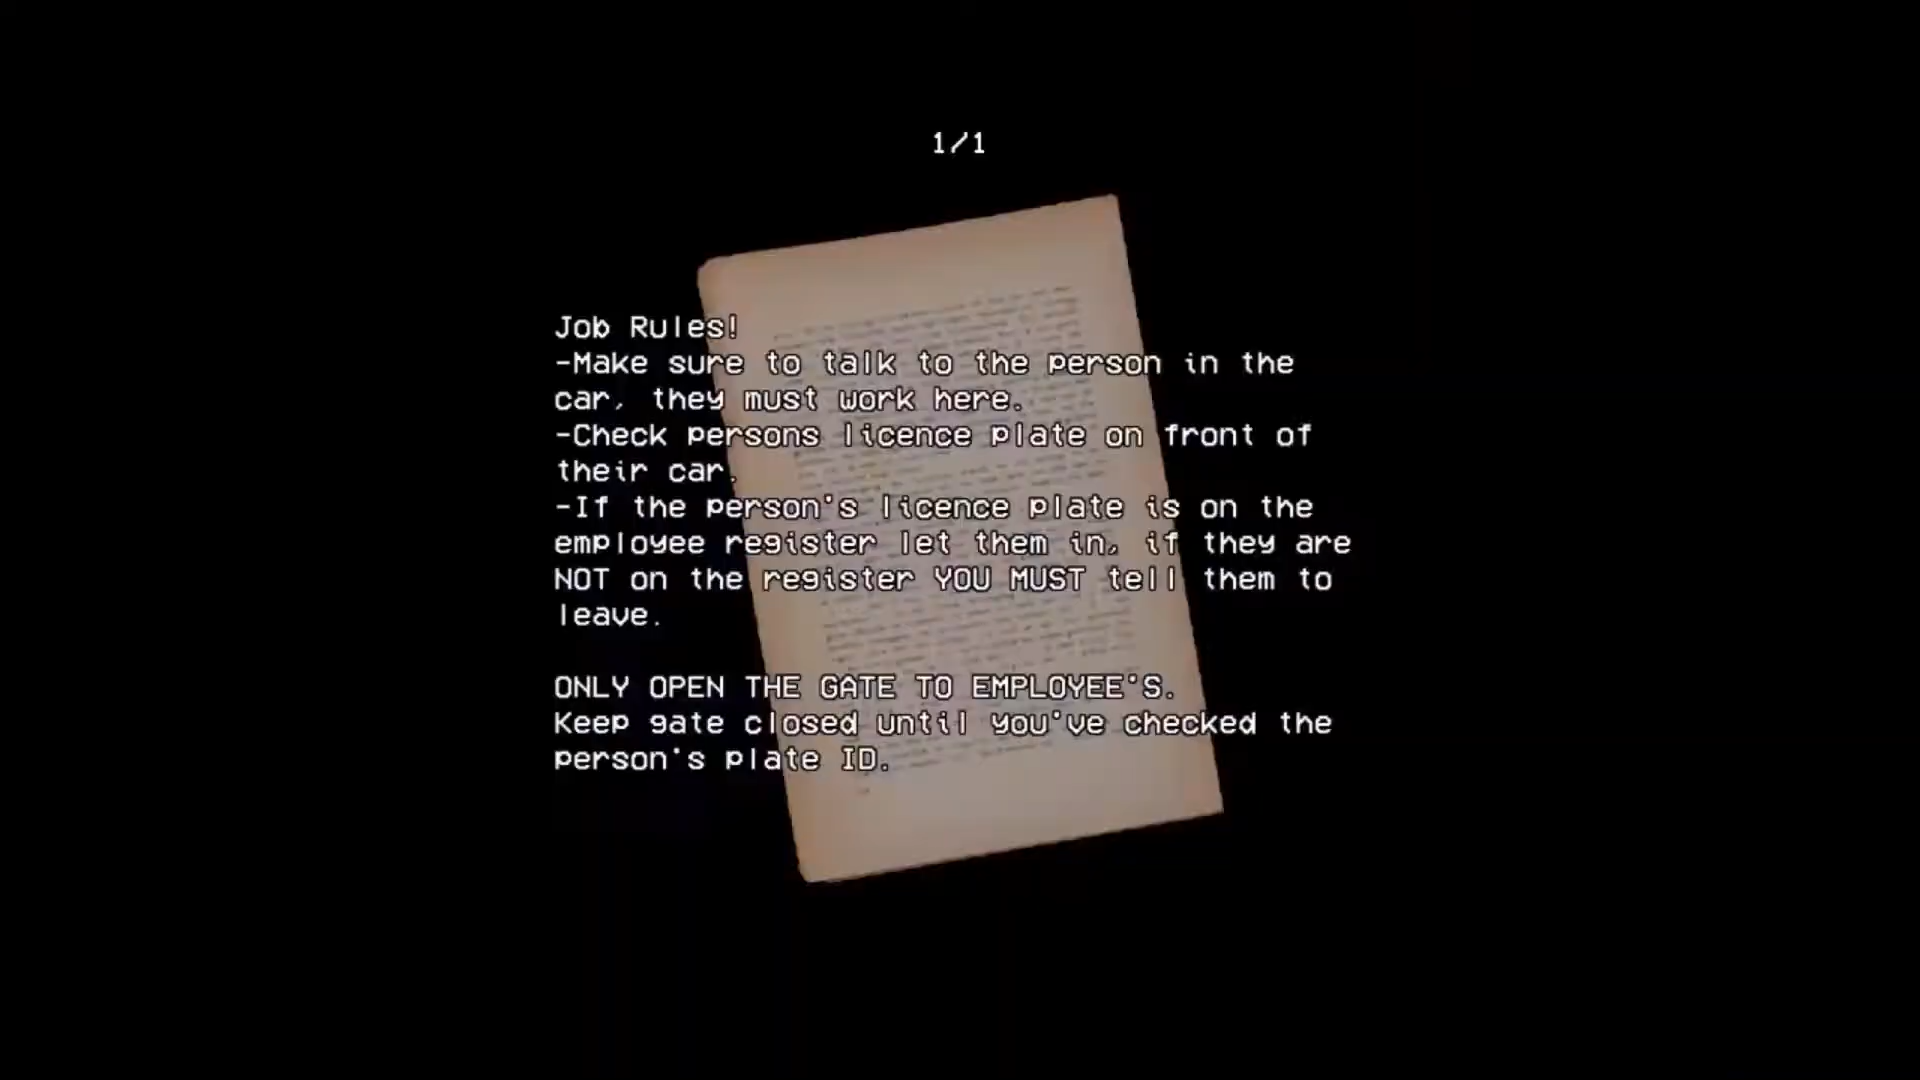 1/1
Job Rules!
-Make sure to talk to the person in the
car, they must work here.
-Check persons licence plate on front of
their car.
-If the person's licence plate is on the
employee register let them in, if they are
NOT on the register YOU MUST tell them to
leave.
ONLY OPEN THE GATE TO EMPLOYEE'S.
Keep gate closed until you've checked the
person's plate ID.